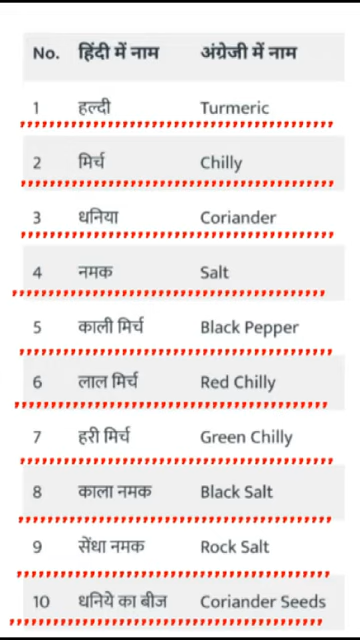 No. हिंदी में नाम अंग्रेजी में नाम
1 हल्दी Turmeric
2 मिर्च Chilly
3 धनिया Coriander
4 नमक Salt
5 काली मिर्च Black Pepper
6 लाल मिर्च Red Chilly
7 हरी मिर्च Green Chilly
8 काला नमक Black Salt
9 सेंधा नमक Rock Salt
10 धनिये का बीज Coriander Seeds